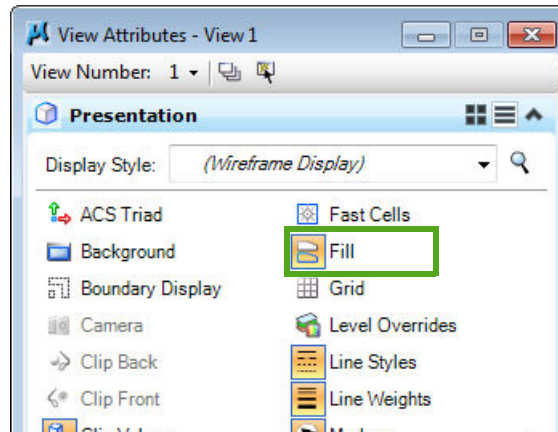 View Attributes - View 1
View Number: 1
Presentation
Display Style: (Wireframe Display)
ACS Triad Fast Cells
Background Fill
Boundary Display Grid
Camera Level Overrides
Clip Back Line Styles
Clip Front Line Weights